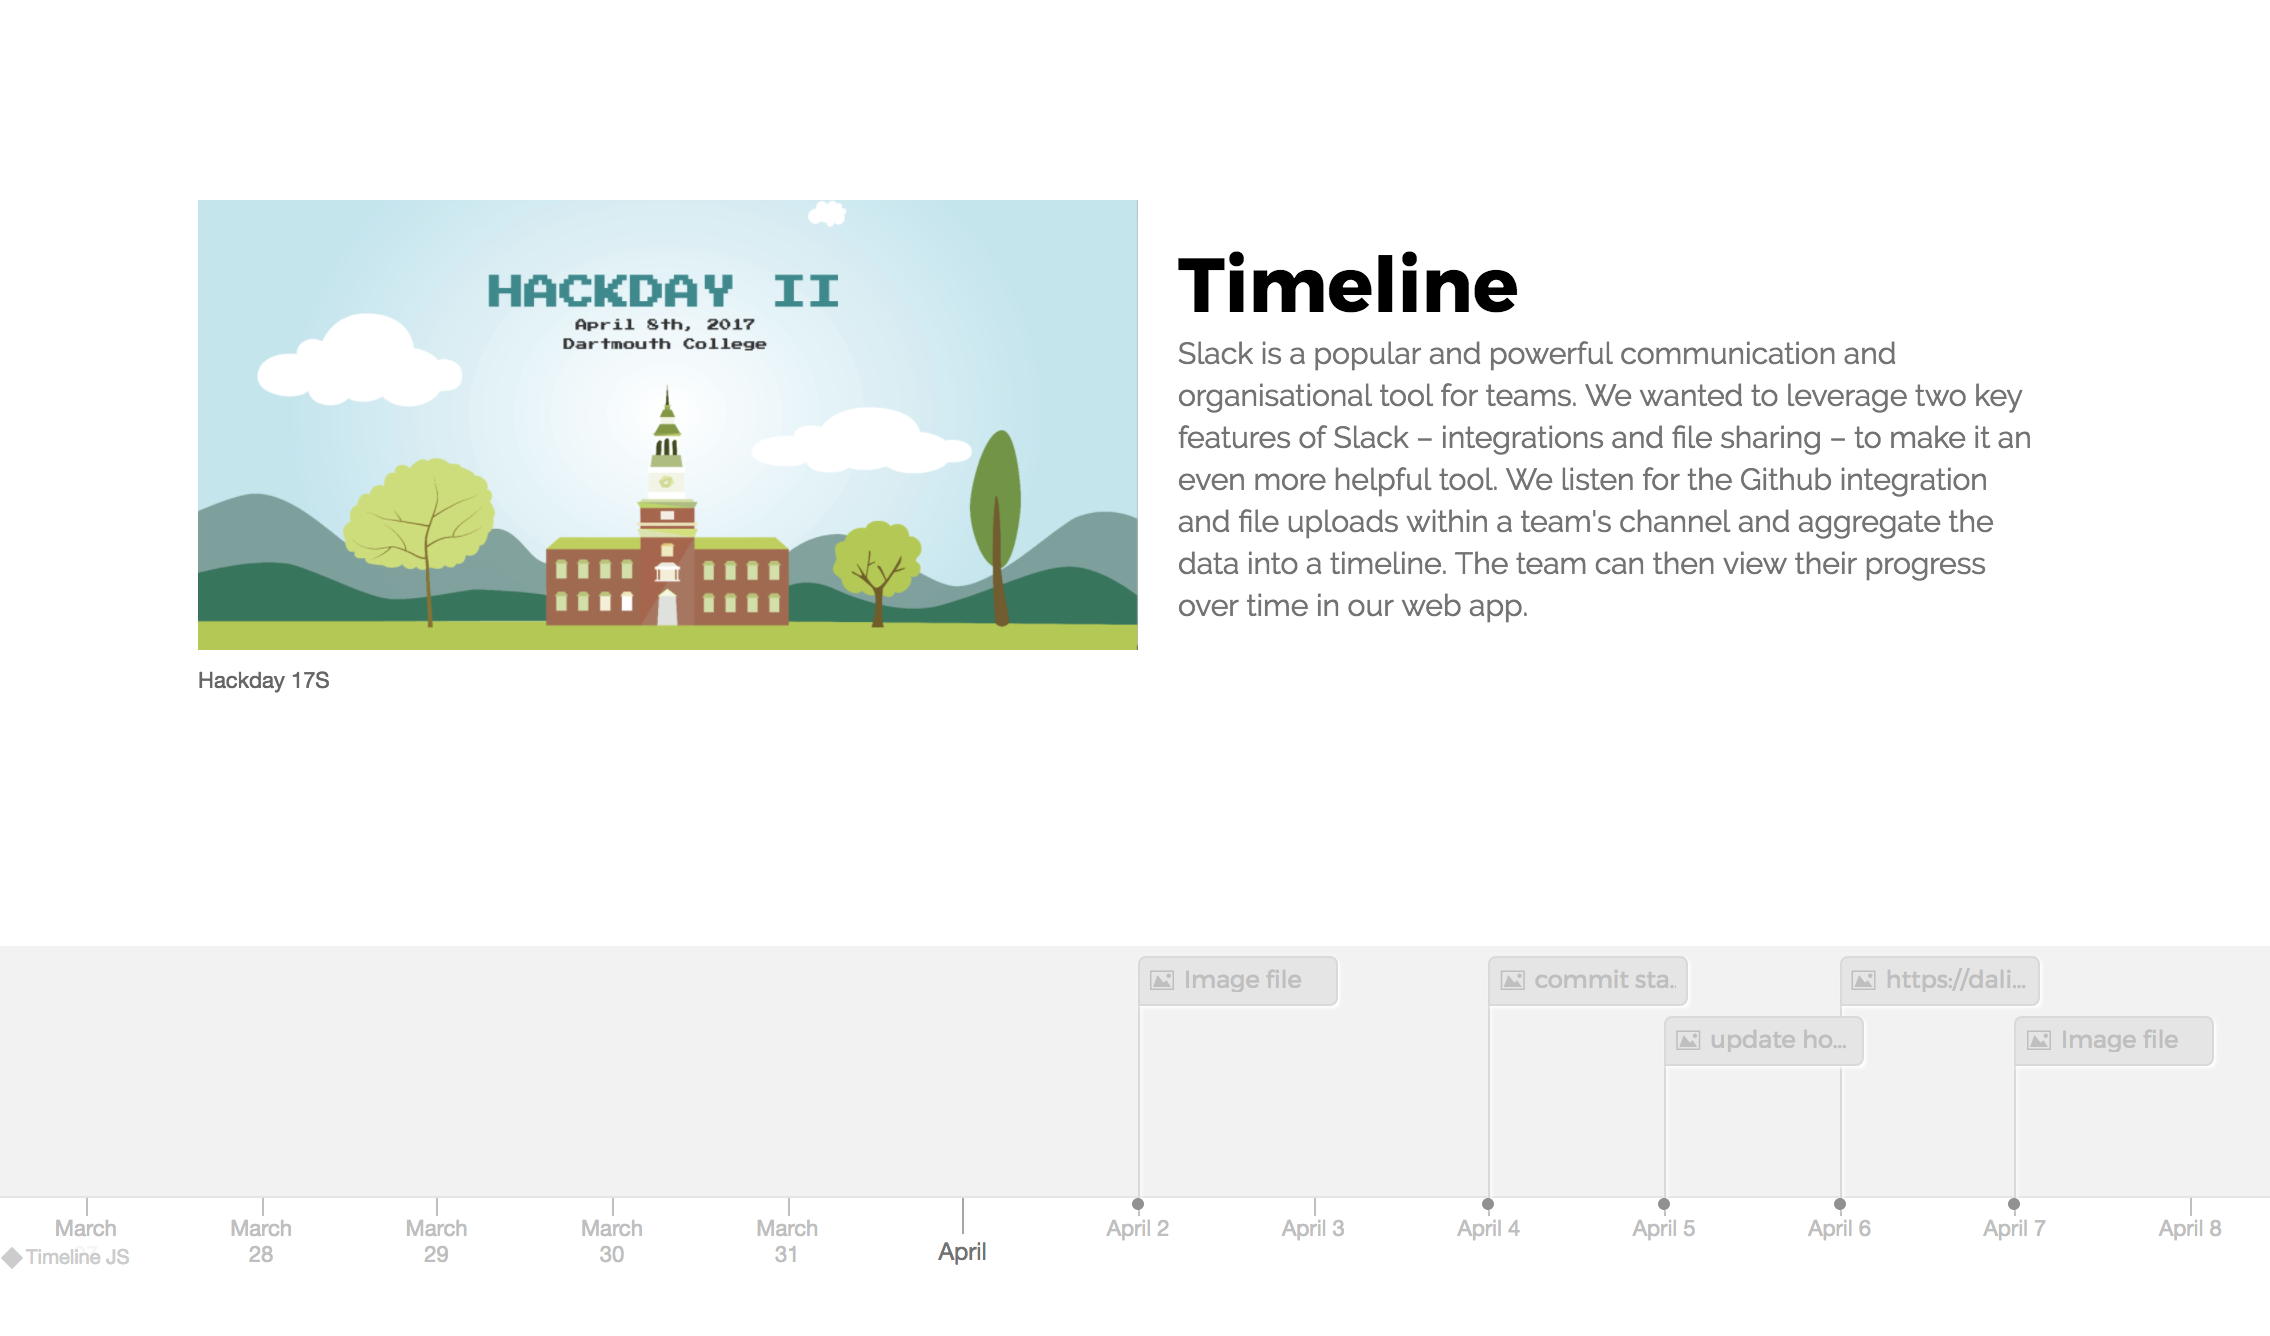 HACKDAY II
April 8th, 2017
Dartmouth College
Hackday 17S
Timeline
Slack is a popular and powerful communication and
organisational tool for teams. We wanted to leverage two key
features of Slack – integrations and file sharing – to make it an
even more helpful tool. We listen for the Github integration
and file uploads within a team's channel and aggregate the
data into a timeline. The team can then view their progress
over time in our web app.
Image file
commit sta..
https://dali...
update ho...
Image file
March
March
28
March
29
March
30
March
31
April
April 2
April 3
April 4
April 5
April 6
April 7
April 8
Timeline JS